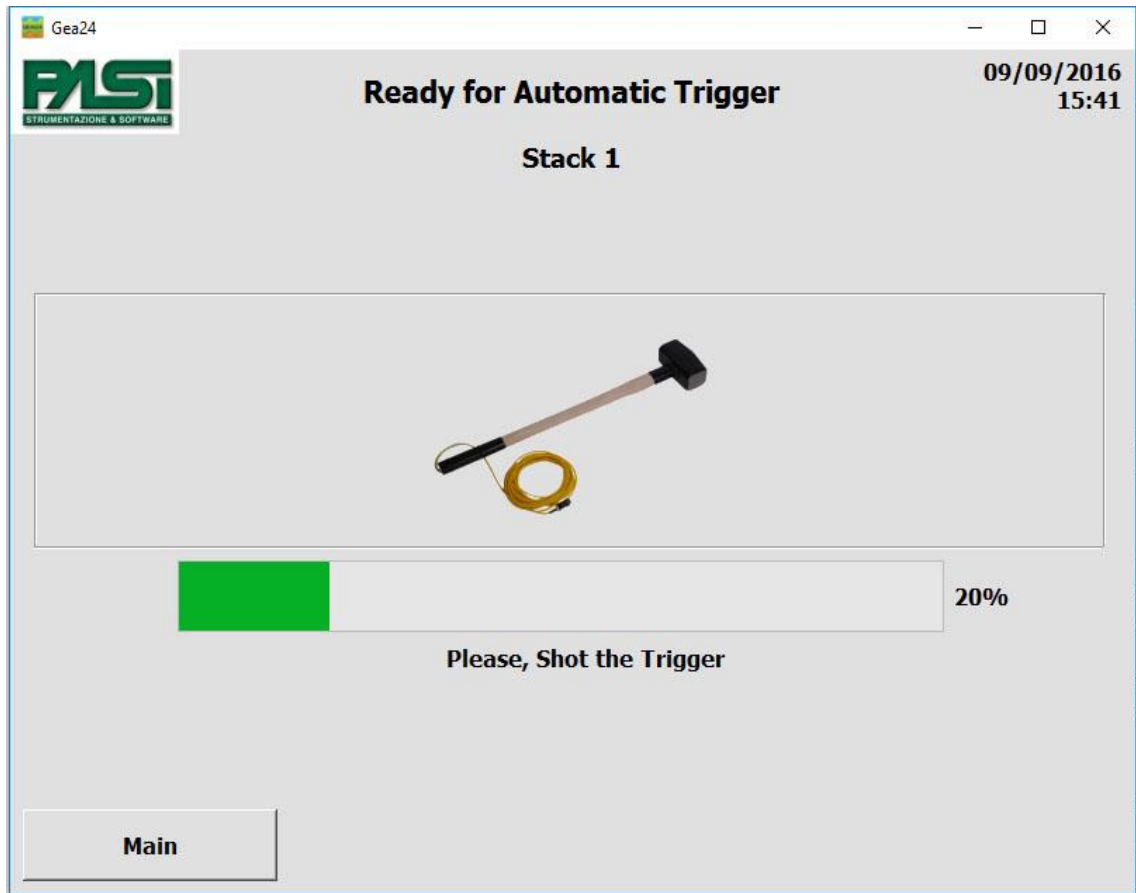 Gea24
PASI
STRUMENTAZIONE & SOFTWARE
Ready for Automatic Trigger
09/09/2016
15:41
Stack 1
20%
Please, Shot the Trigger
Main